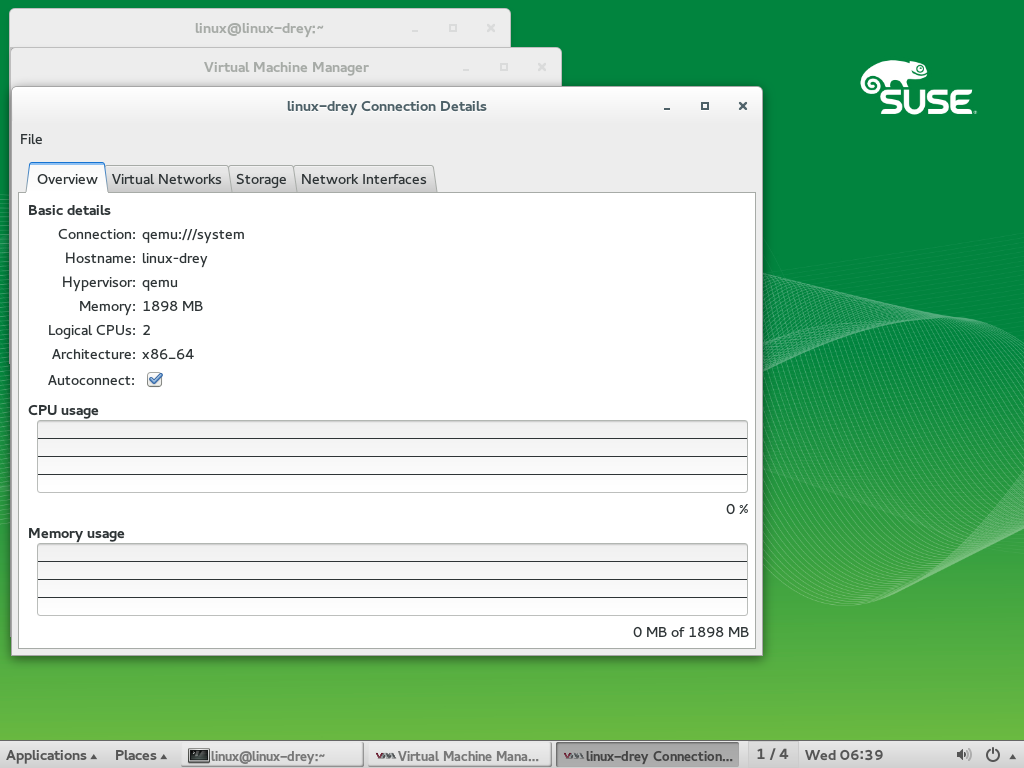 linux@linux-drey:~
Virtual Machine Manager
linux-drey Connection Details
SUSE
File
Overview Virtual Networks Storage Network Interfaces
Basic details
Connection: qemu:///system
Hostname: linux-drey
Hypervisor: qemu
Memory: 1898 MB
Logical CPUs: 2
Architecture: x86_64
Autoconnect:
CPU usage
0 %
Memory usage
0 MB of 1898 MB
Applications Places linux@linux-drey:~ Virtual Machine Mana... linux-drey Connection... 1 / 4 Wed 06:39